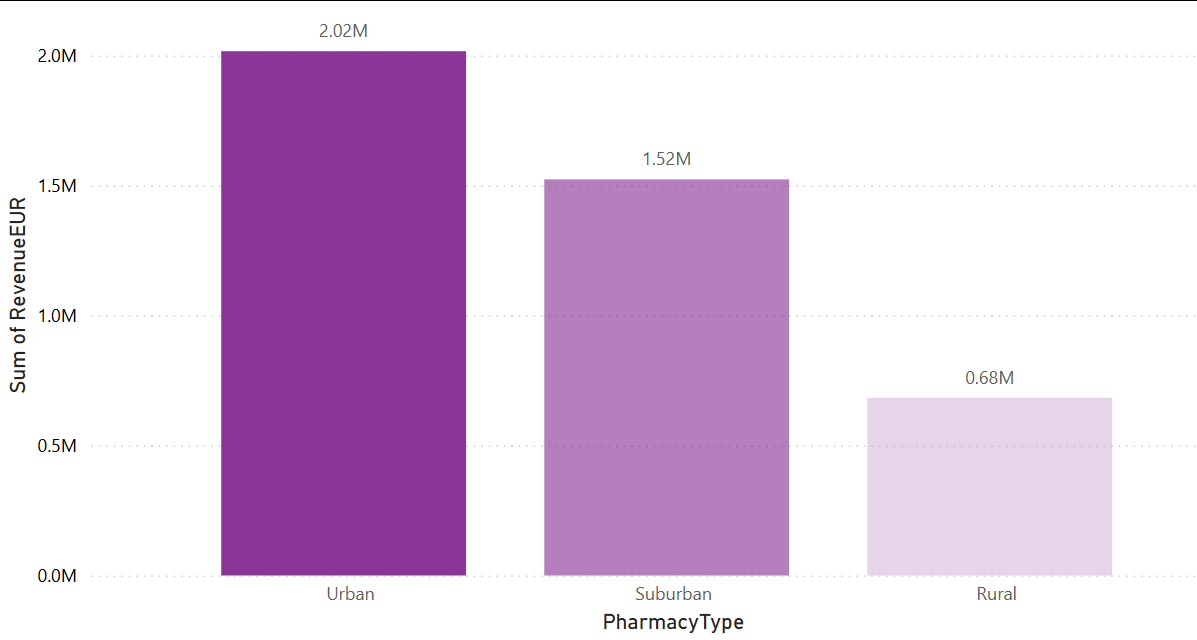 2.02M
2.0M
1.52M
1.5M
Sum of RevenueEUR
1.0M
0.68M
0.5M
0.0M
Urban
Suburban
Rural
PharmacyType